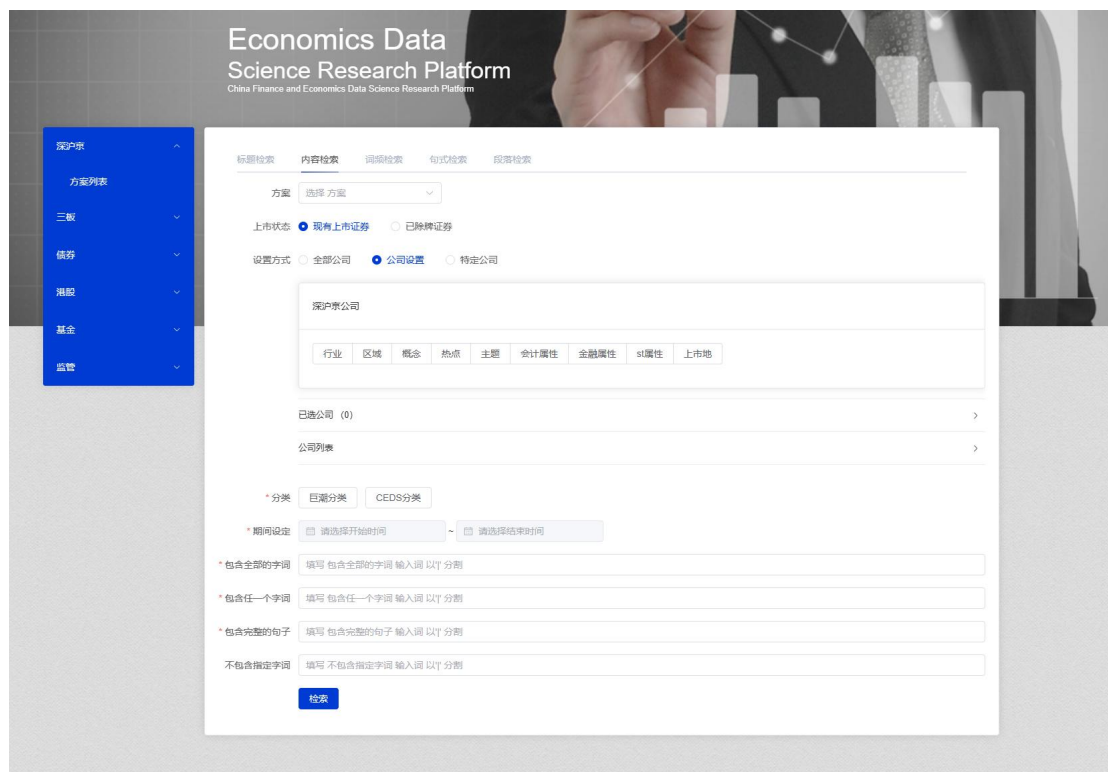 Economics Data
Science Research Platform
China Finance and Economics Data Science Research Platform
深沪京
方案列表
三板
债券
港股
基金
监管
标题检索 内容检索 词频检索 句式检索 段落检索
方案 选择 方案
上市状态 现有上市证券 已除牌证券
设置方式 全部公司 公司设置 特定公司
深沪京公司
行业 区域 概念 热点 主题 会计属性 金融属性 st属性 上市地
已选公司 (0)
公司列表
* 分类 巨潮分类 CEDS分类
* 期间设定 请选择开始时间 ~ 请选择结束时间
* 包含全部的字词 填写 包含全部的字词 输入词 以'|' 分割
* 包含任一个字词 填写 包含任一个字词 输入词 以'|' 分割
* 包含完整的句子 填写 包含完整的句子 输入词 以'|' 分割
不包含指定字词 填写 不包含指定字词 输入词 以'|' 分割
检索